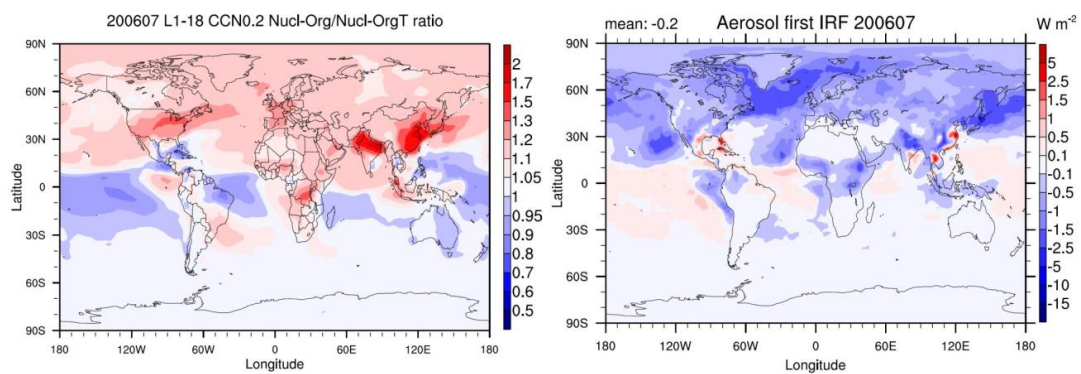 200607 L1-18 CCN0.2 Nucl-Org/Nucl-OrgT ratio
90N
60N
30N
0
30S
60S
90S
Latitude
180
120W
60W
0
60E
120E
180
Longitude
2
1.7
1.5
1.3
1.2
1.1
1.05
1
0.95
0.9
0.8
0.7
0.6
0.5
mean: -0.2
Aerosol first IRF 200607
W m-2
90N
60N
30N
0
30S
60S
90S
Latitude
180
120W
60W
0
60E
120E
180
Longitude
5
2.5
1.5
1
0.5
0.1
-0.1
-0.5
-1
-1.5
-2.5
-5
-10
-15